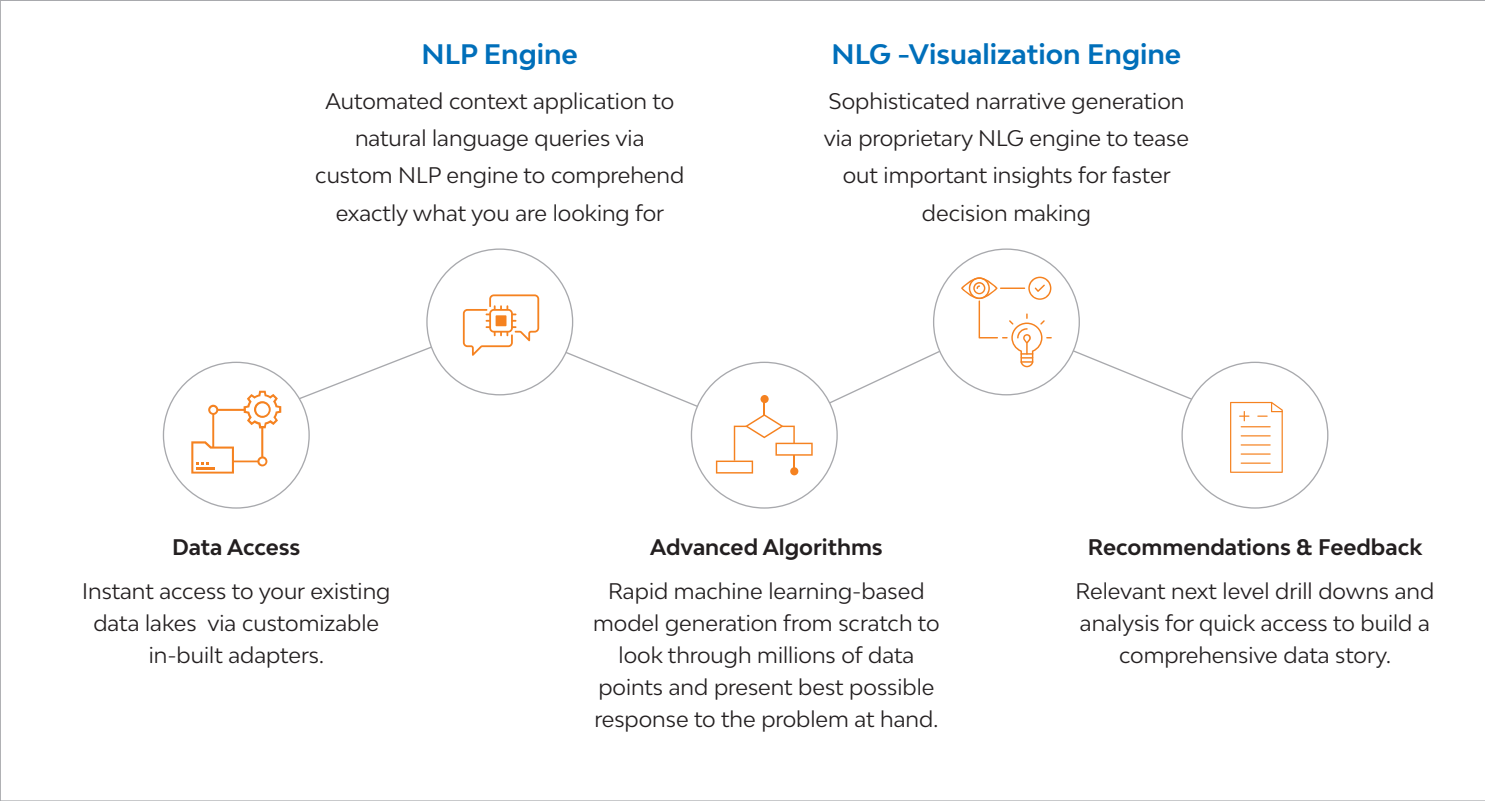 NLP Engine
Automated context application to
natural language queries via
custom NLP engine to comprehend
exactly what you are looking for
NLG -Visualization Engine
Sophisticated narrative generation
via proprietary NLG engine to tease
out important insights for faster
decision making
Data Access
Instant access to your existing
data lakes  via customizable
in-built adapters.
Advanced Algorithms
Rapid machine learning-based
model generation from scratch to
look through millions of data
points and present best possible
response to the problem at hand.
Recommendations & Feedback
Relevant next level drill downs and
analysis for quick access to build a
comprehensive data story.